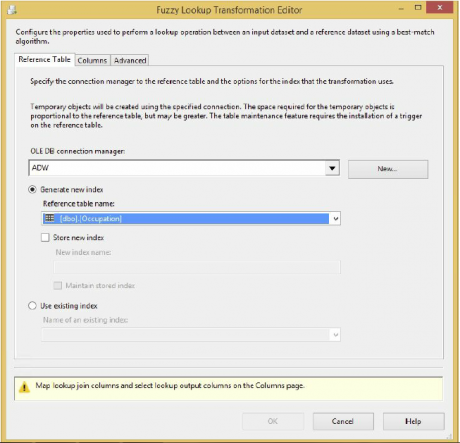 Fuzzy Lookup Transformation Editor
Configure the properties used to perform a lookup operation between an input dataset and a reference dataset using a best-match
algorithm.
Reference Table Columns Advanced
Specify the connection manager to the reference table and the options for the index that the transformation uses.
Temporary objects will be created using the specified connection. The space required for the temporary objects is
proportional to the reference table, but may be greater. The table maintenance feature requires the installation of a trigger
on the reference table.
OLE DB connection manager:
ADW
New...
Generate new index
Reference table name:
[dbo].[Occupation]
Store new index
New index name:
Maintain stored index
Use existing index
Name of an existing index:
Map lookup join columns and select lookup output columns on the Columns page.
OK Cancel Help